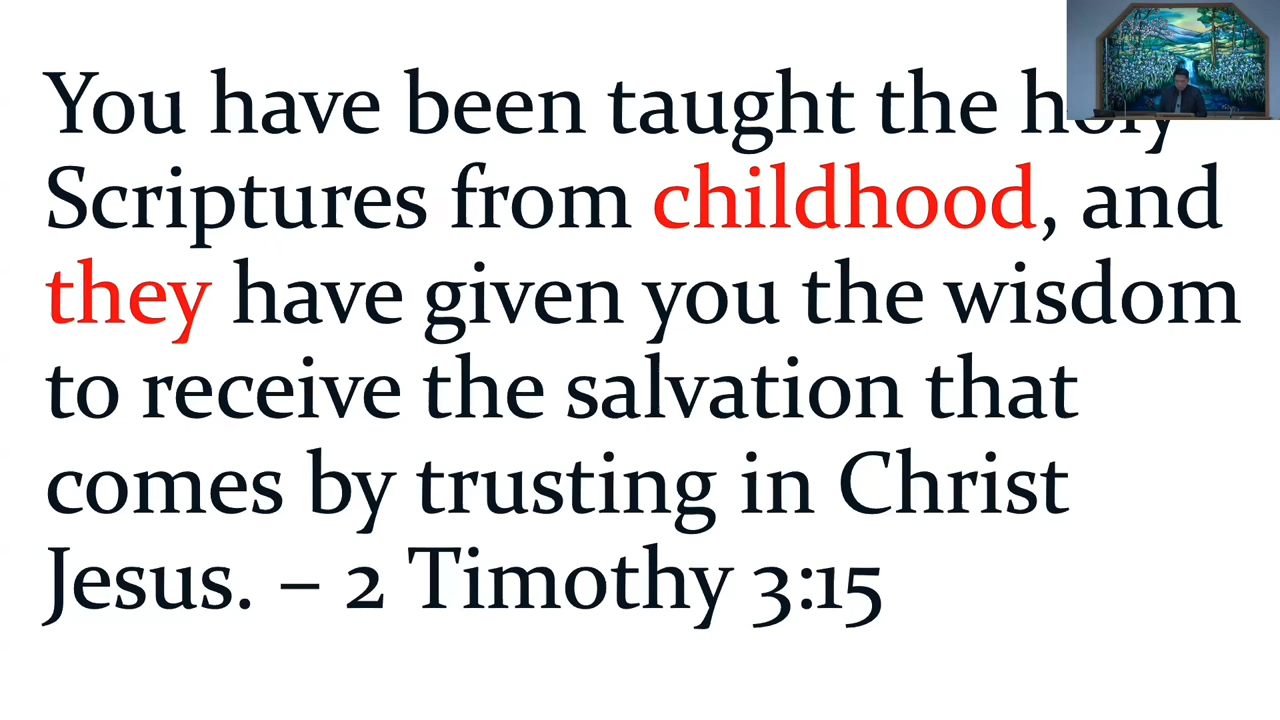 You have been taught the holy
Scriptures from childhood, and
they have given you the wisdom
to receive the salvation that
comes by trusting in Christ
Jesus. – 2 Timothy 3:15